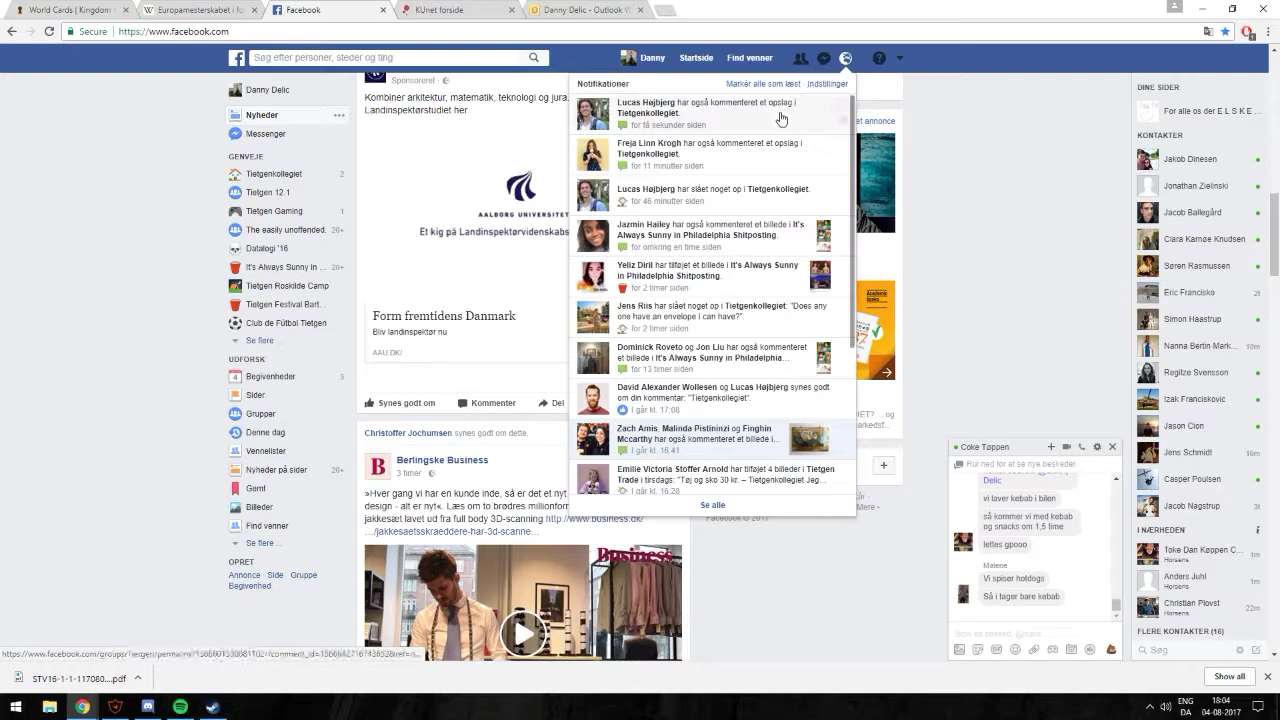 World Cards | Kingdom
Europamesterskabet i fo
Facebook
KUnet forside
Danny Delic - Outlook W
Secure
https://www.facebook.com
Søg efter personer, steder og ting
Danny
Startside
Find venner
Danny Delic
Nyheder
Messenger
GENVEJE
Tietgenkollegiet 2
Tietgen 12.1
Tietgen Gaming 1
The easily unoffended. 20+
Datalogi '16
It's Always Sunny in ... 20+
Tietgen Roskilde Camp
Tietgen Festival Bart...
Club de Fútbol Tietgen
Se flere ...
UDFORSK
Begivenheder 3
Sider
Grupper
Denne dag
Vennelister
Nyheder på sider 20+
Gemt
Billeder
Find venner
Se flere ...
OPRET
Annonce Side Gruppe
Begivenhed
Sponsoreret ·
Kombiner arkitektur, matematik, teknologi og jura.
Landinspektørstudiet her
AALBORG UNIVERSITET
Et kig på Landinspektørvidenskabs
Form fremtidens Danmark
Bliv landinspektør nu
AAU.DK/
Synes godt om
Kommenter
Del
Christoffer Jochumsen synes godt om dette.
B
Berlingske Business
3 timer ·
»Hver gang vi har en kunde inde, så er det et nyt
design - alt er nyt«. Læs om to brødres millionforre
jakkesæt lavet ud fra full body 3D-scanning http://www.business.dk/
.../jakkesaetsskraeddere-har-3d-scanne...
Business
Notifikationer
Markér alle som læst · Indstillinger
Lucas Højbjerg har også kommenteret et opslag i
Tietgenkollegiet.
for få sekunder siden
Freja Linn Krogh har også kommenteret et opslag i
Tietgenkollegiet.
for 11 minutter siden
Lucas Højbjerg har slået noget op i Tietgenkollegiet.
for 46 minutter siden
Jazmin Hailey har også kommenteret et billede i It's
Always Sunny in Philadelphia Shitposting.
for omkring en time siden
Yeliz Diril har tilføjet et billede i It's Always Sunny
in Philadelphia Shitposting.
for 2 timer siden
Jens Riis har slået noget op i Tietgenkollegiet: "Does any
one have an envelope I can have?".
for 2 timer siden
Dominick Roveto og Jon Liu har også kommenteret
et billede i It's Always Sunny in Philadelphia...
for 13 timer siden
David Alexander Wollesen og Lucas Højbjerg synes godt
om din kommentar: "Tietgenkollegiet".
I går kl. 17:08
Zach Amis, Malinda Pistininzi og Finghin
Mccarthy har også kommenteret et billede i...
I går kl. 16:41
Emilie Victoria Stoffer Arnold har tilføjet 4 billeder i Tietgen
Trade i tirsdags: "Tøj og sko 30 kr. – Tietgenkollegiet Jeg...
I går kl. 16:28
Se alle
et annonce
Academic
books
HET? ... og
Mere
Facebook © 2017
Coke Tøppen
Rul ned for at se nye beskeder.
Delic
vi laver kebab i bilen
så kommer vi med kebab
og snacks om 1,5 time
lettes gpooo
Malene
Vi spiser hotdogs
Så i tager bare kebab
DINE SIDER
For alle os der E L S K E ...
KONTAKTER
Jakob Dinesen
Jonathan Zielinski
Jacob Ballegård
Clara Karnøe Knudsen
Søren Rasmussen
Eric Francisko
Simon Haastrup
Nanna Bertin Mark... 10m
Regitze Svensson
Izak Franciskovic
Jason Cion
Jens Schmidt
Casper Poulsen
Jacob Nagstrup
I NÆRHEDEN
Toke Dan Køppen C...
Horsens
1m
Anders Juhl
Horsens
1m
Christian Plovst
22m
FLERE KONTAKTER (16)
Søg
STV16-1-1-117080....pdf
Show all
ENG
DA
18:04
04-08-2017